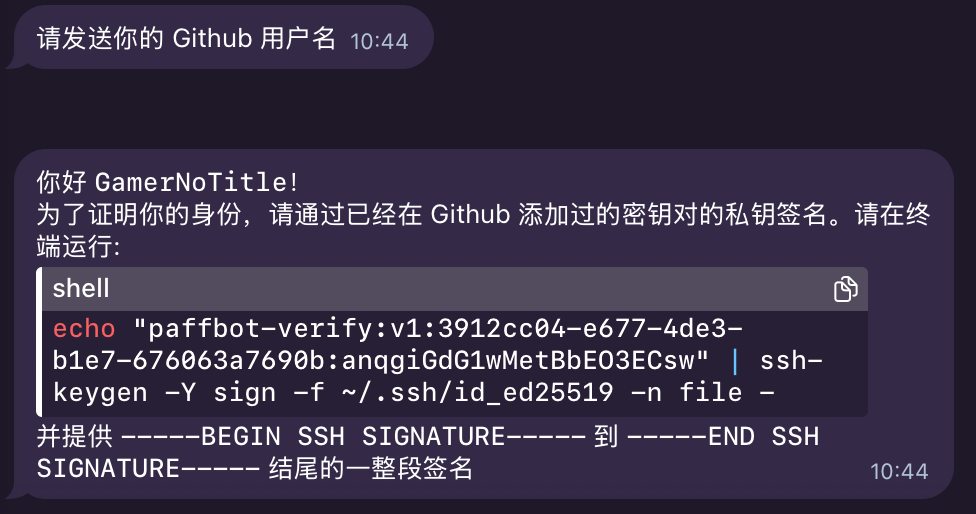 请发送你的 Github 用户名 10:44
你好 GamerNoTitle!
为了证明你的身份，请通过已经在 Github 添加过的密钥对的私钥签名。请在终
端运行:
shell
echo "paffbot-verify:v1:3912cc04-e677-4de3-
b1e7-676063a7690b:anqgiGdG1wMetBbEO3ECsw" | ssh-
keygen -Y sign -f ~/.ssh/id_ed25519 -n file -
并提供 -----BEGIN SSH SIGNATURE----- 到 -----END SSH
SIGNATURE----- 结尾的一整段签名 10:44